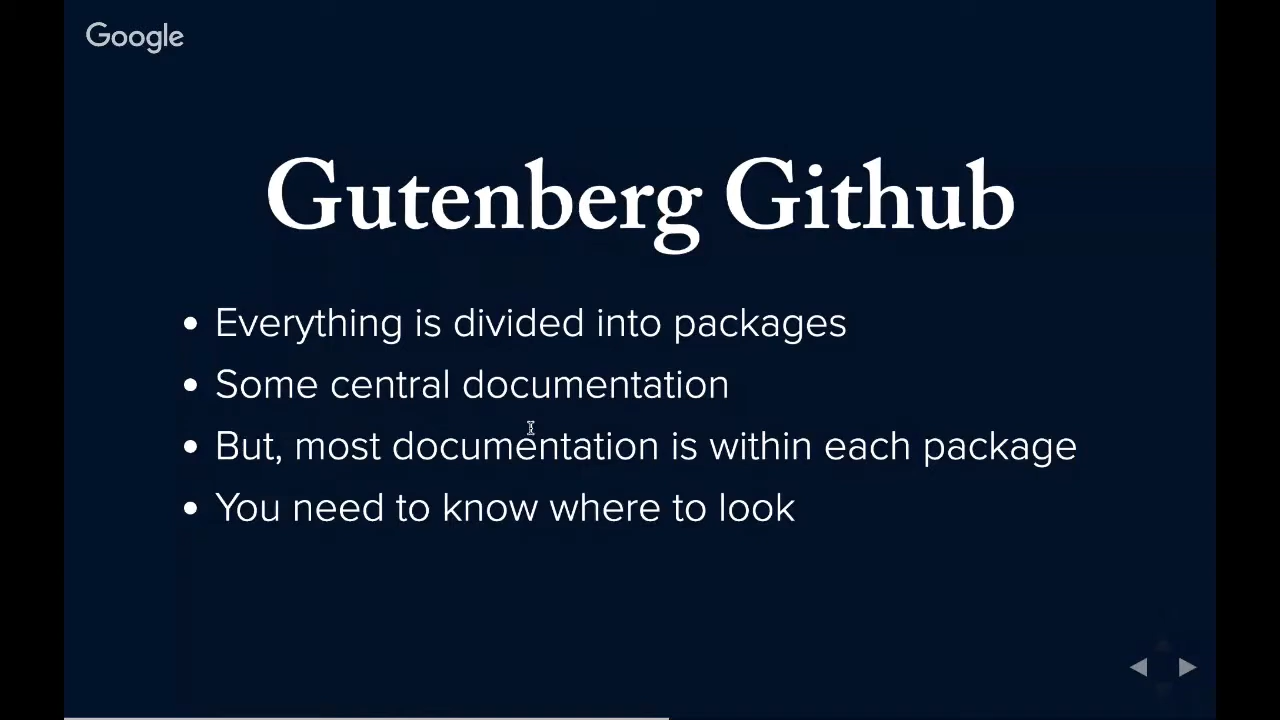 Google
Gutenberg Github
Everything is divided into packages
Some central documentation
But, most documentation is within each package
You need to know where to look